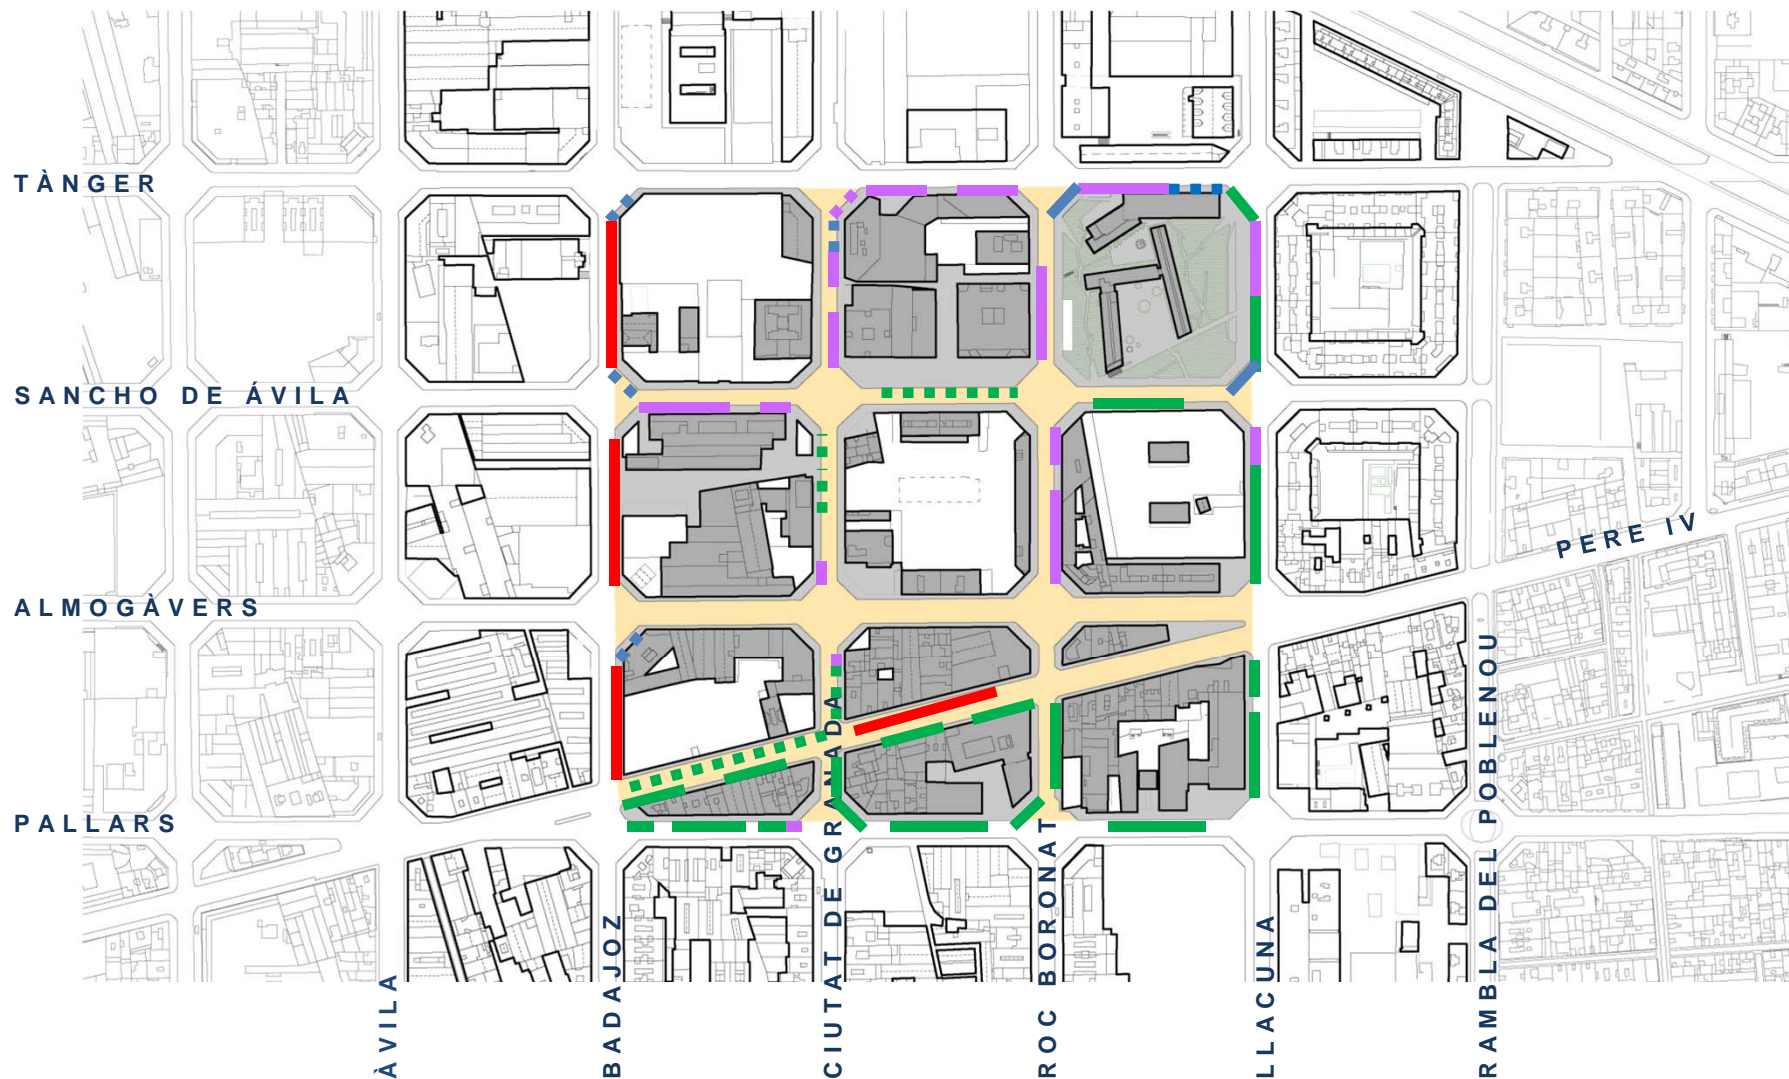 TÀNGER
SANCHO DE ÁVILA
PERE IV
ALMOGÀVERS
PALLARS
ÀVILA
BADAJOZ
CIUTAT DE GRANADA
ROC BORONAT
LLACUNA
RAMBLA DEL POBLENOU